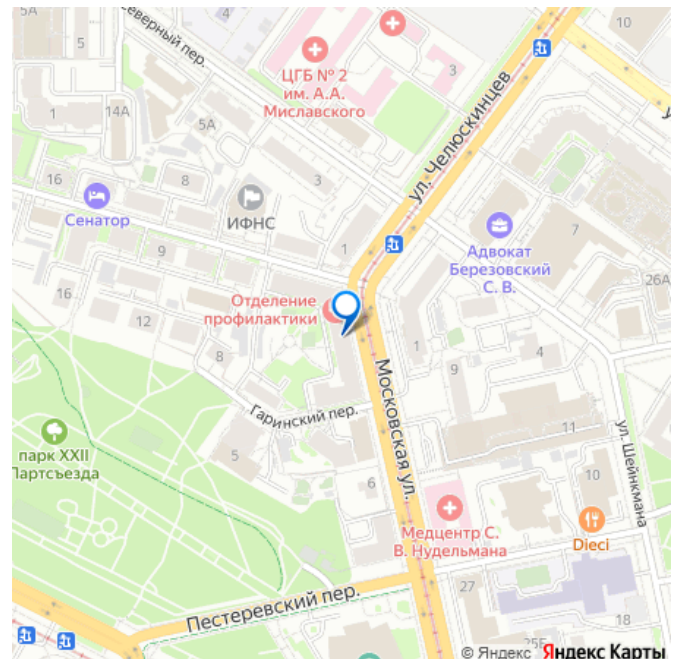 5А
4
Северный пер.
10
ЦГБ № 2
им. А.А.
Миславского
3
1
14А
5А
ул. Челюскинцев
16
8
3
Сенатор
ИФНС
7
Адвокат
Березовский
С. В.
1
9
26А
16
Отделение
профилактики
12
8
1
4
9
Московская ул.
Гаринский пер.
парк XXII
Партсъезда
5
11
ул. Шейнкмана
6
10
Медцентр С.
В. Нудельмана
Dieci
27
Пестеревский пер.
18
25Б
© Яндекс Яндекс Карты